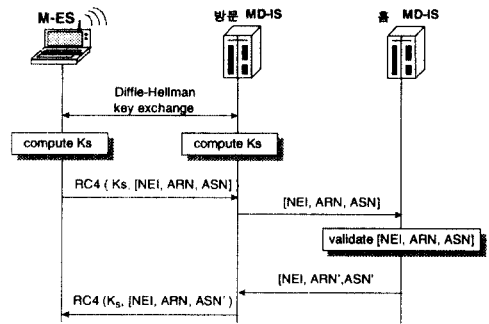 M-ES
방문 MD-IS
홈 MD-IS
Diffie-Hellman
key exchange
compute Ks
compute Ks
RC4 ( Ks, [NEI, ARN, ASN] )
[NEI, ARN, ASN]
validate [NEI, ARN, ASN]
[NEI, ARN',ASN'
RC4 (Ks, [NEI, ARN, ASN' )